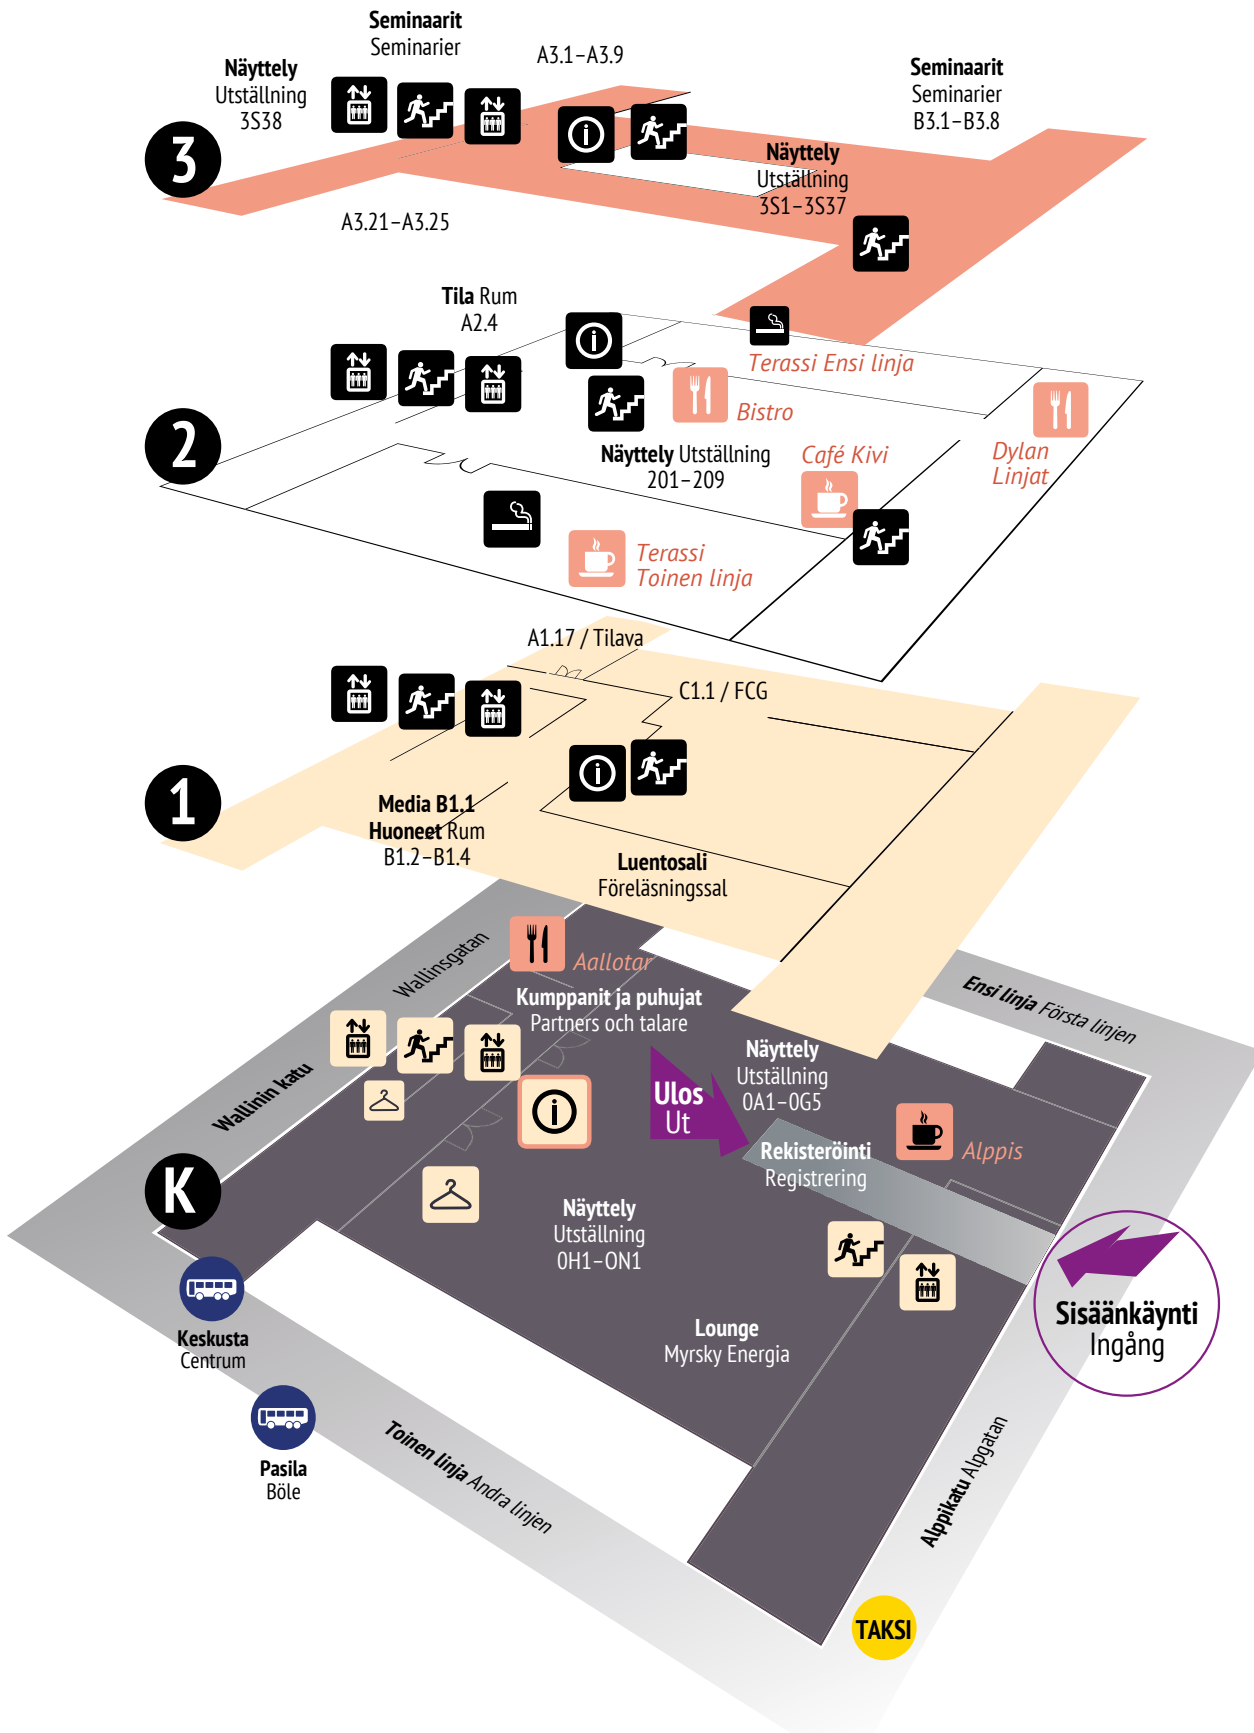 Seminaarit
Seminarier
A3.1–A3.9
Näyttely
Utställning
3S38
Seminaarit
Seminarier
B3.1–B3.8
3
Näyttely
Utställning
3S1–3S37
A3.21–A3.25
Tila Rum
A2.4
Terassi Ensi linja
Bistro
2
Näyttely Utställning
201–209
Café Kivi
Dylan
Linjat
Terassi
Toinen linja
A1.17 / Tilava
C1.1 / FCG
1
Media B1.1
Huoneet Rum
B1.2–B1.4
Luentosali
Föreläsningssal
Wallinsgatan
Aallotar
Kumppanit ja puhujat
Partners och talare
Ensi linja Första linjen
Näyttely
Utställning
0A1–0G5
Wallinin katu
Ulos
Ut
Rekisteröinti
Registrering
Alppis
K
Näyttely
Utställning
0H1–ON1
Sisäänkäynti
Ingång
Lounge
Myrsky Energia
Keskusta
Centrum
Pasila
Böle
Toinen linja Andra linjen
Alppikatu Alpgatan
TAKSI